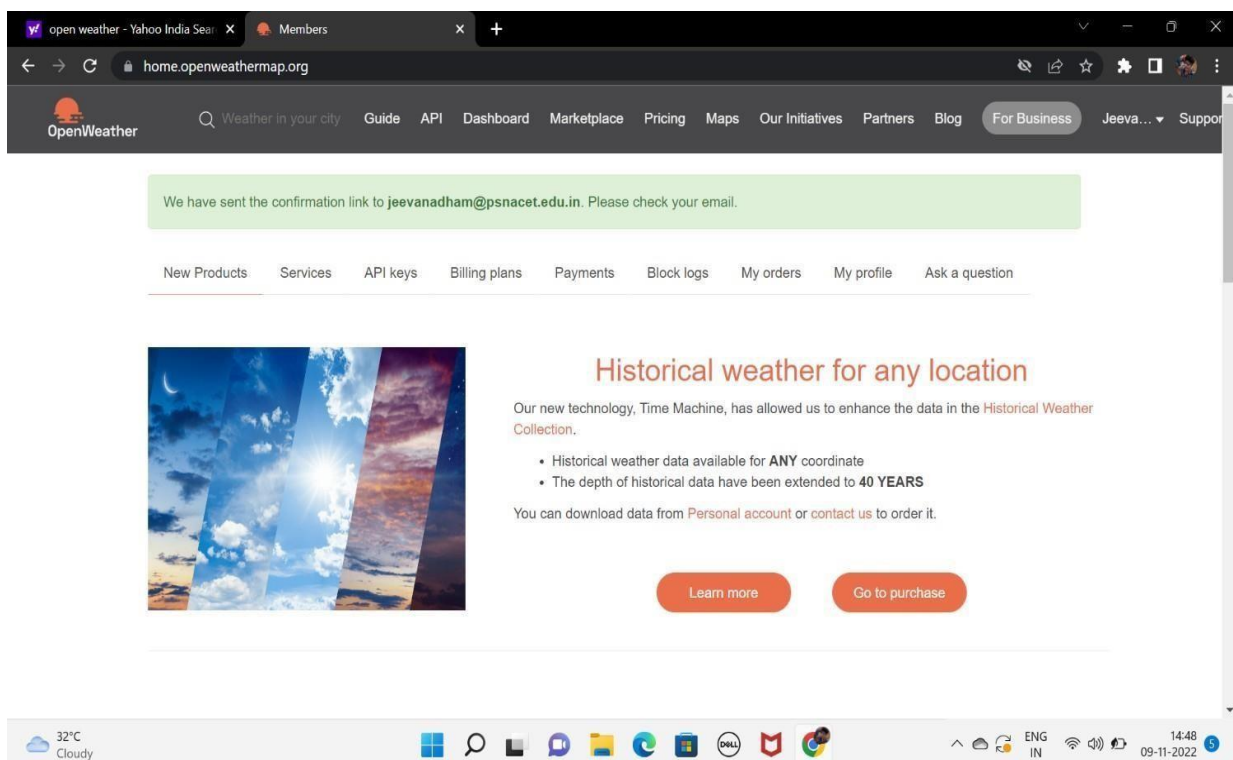 open weather - Yahoo India Sear
Members
home.openweathermap.org
OpenWeather
Weather in your city
Guide
API
Dashboard
Marketplace
Pricing
Maps
Our Initiatives
Partners
Blog
For Business
Jeeva...
Suppor
We have sent the confirmation link to jeevanadham@psnacet.edu.in. Please check your email.
New Products
Services
API keys
Billing plans
Payments
Block logs
My orders
My profile
Ask a question
Historical weather for any location
Our new technology, Time Machine, has allowed us to enhance the data in the Historical Weather
Collection.
• Historical weather data available for ANY coordinate
• The depth of historical data have been extended to 40 YEARS
You can download data from Personal account or contact us to order it.
Learn more
Go to purchase
32°C
Cloudy
DELL
ENG
IN
14:48
09-11-2022
5